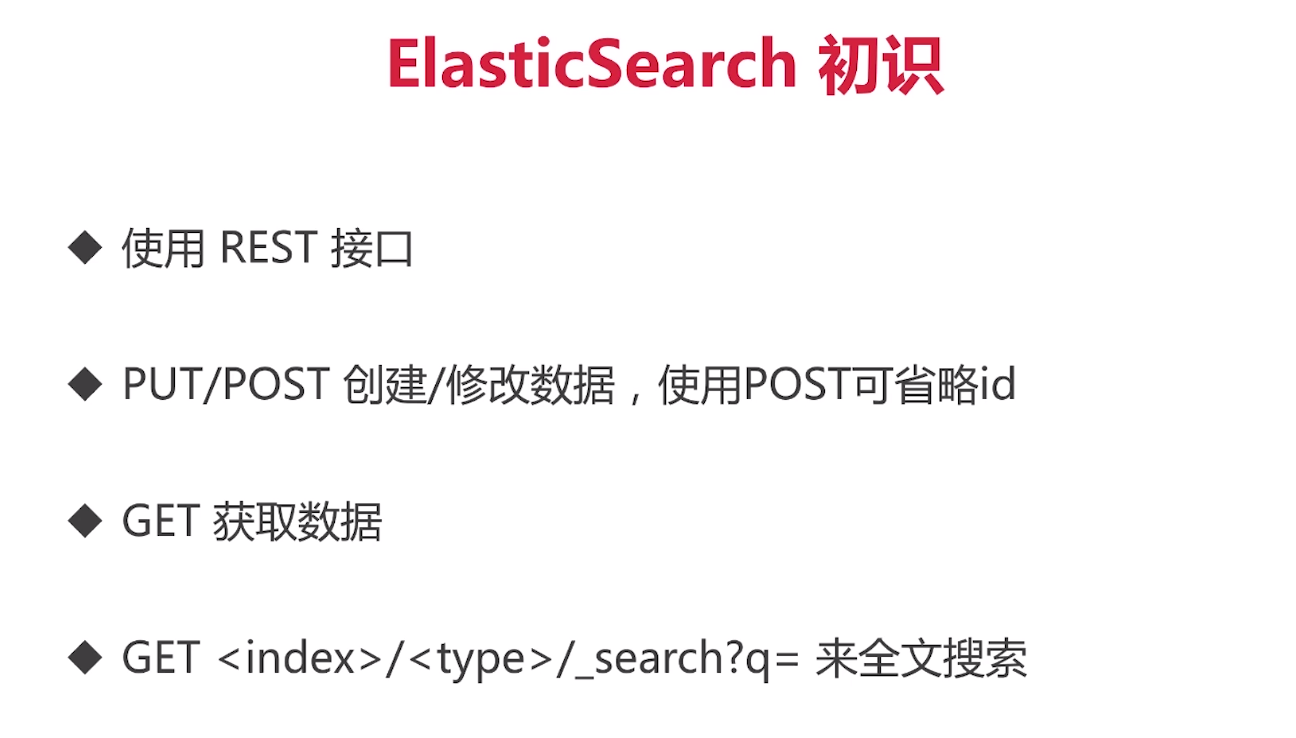 ElasticSearch 初识
◆ 使用 REST 接口
◆ PUT/POST 创建/修改数据，使用POST可省略id
◆ GET 获取数据
◆ GET <index>/<type>/_search?q= 来全文搜索